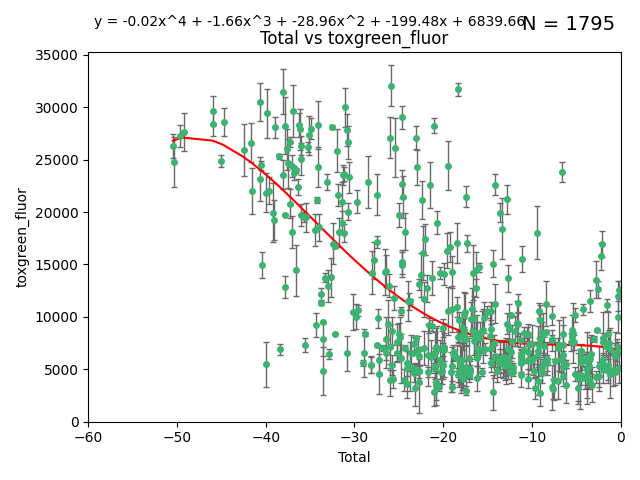 y = -0.02x^4 + -1.66x^3 + -28.96x^2 + -199.48x + 6839.66
N = 1795
Total vs toxgreen_fluor
35000
30000
25000
20000
15000
10000
5000
0
toxgreen_fluor
−60 −50 −40 −30 −20 −10 0
Total